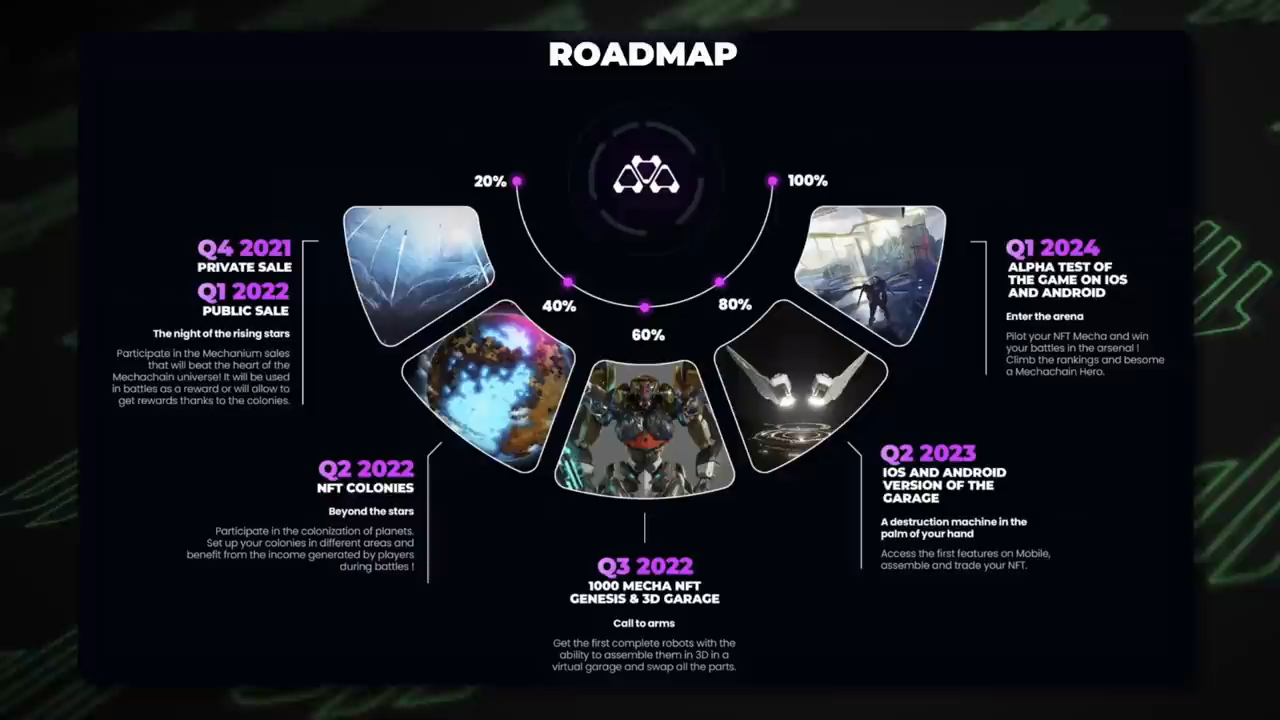 ROADMAP
20%
100%
40%
80%
60%
Q4 2021
PRIVATE SALE
Q1 2022
PUBLIC SALE
The night of the rising stars
Participate in the Mechanium sales
that will beat the heart of the
Mechachain universe! It will be used
in battles as a reward or will allow to
get rewards thanks to the colonies.
Q2 2022
NFT COLONIES
Beyond the stars
Participate in the colonization of planets.
Set up your colonies in different areas and
benefit from the income generated by players
during battles !
Q3 2022
1000 MECHA NFT
GENESIS & 3D GARAGE
Call to arms
Get the first complete robots with the
ability to assemble them in 3D in a
virtual garage and swap all the parts.
Q2 2023
IOS AND ANDROID
VERSION OF THE
GARAGE
A destruction machine in the
palm of your hand
Access the first features on Mobile,
assemble and trade your NFT.
Q1 2024
ALPHA TEST OF
THE GAME ON IOS
AND ANDROID
Enter the arena
Pilot your NFT Mecha and win
your battles in the arsenal !
Climb the rankings and besome
a Mechachain Hero.